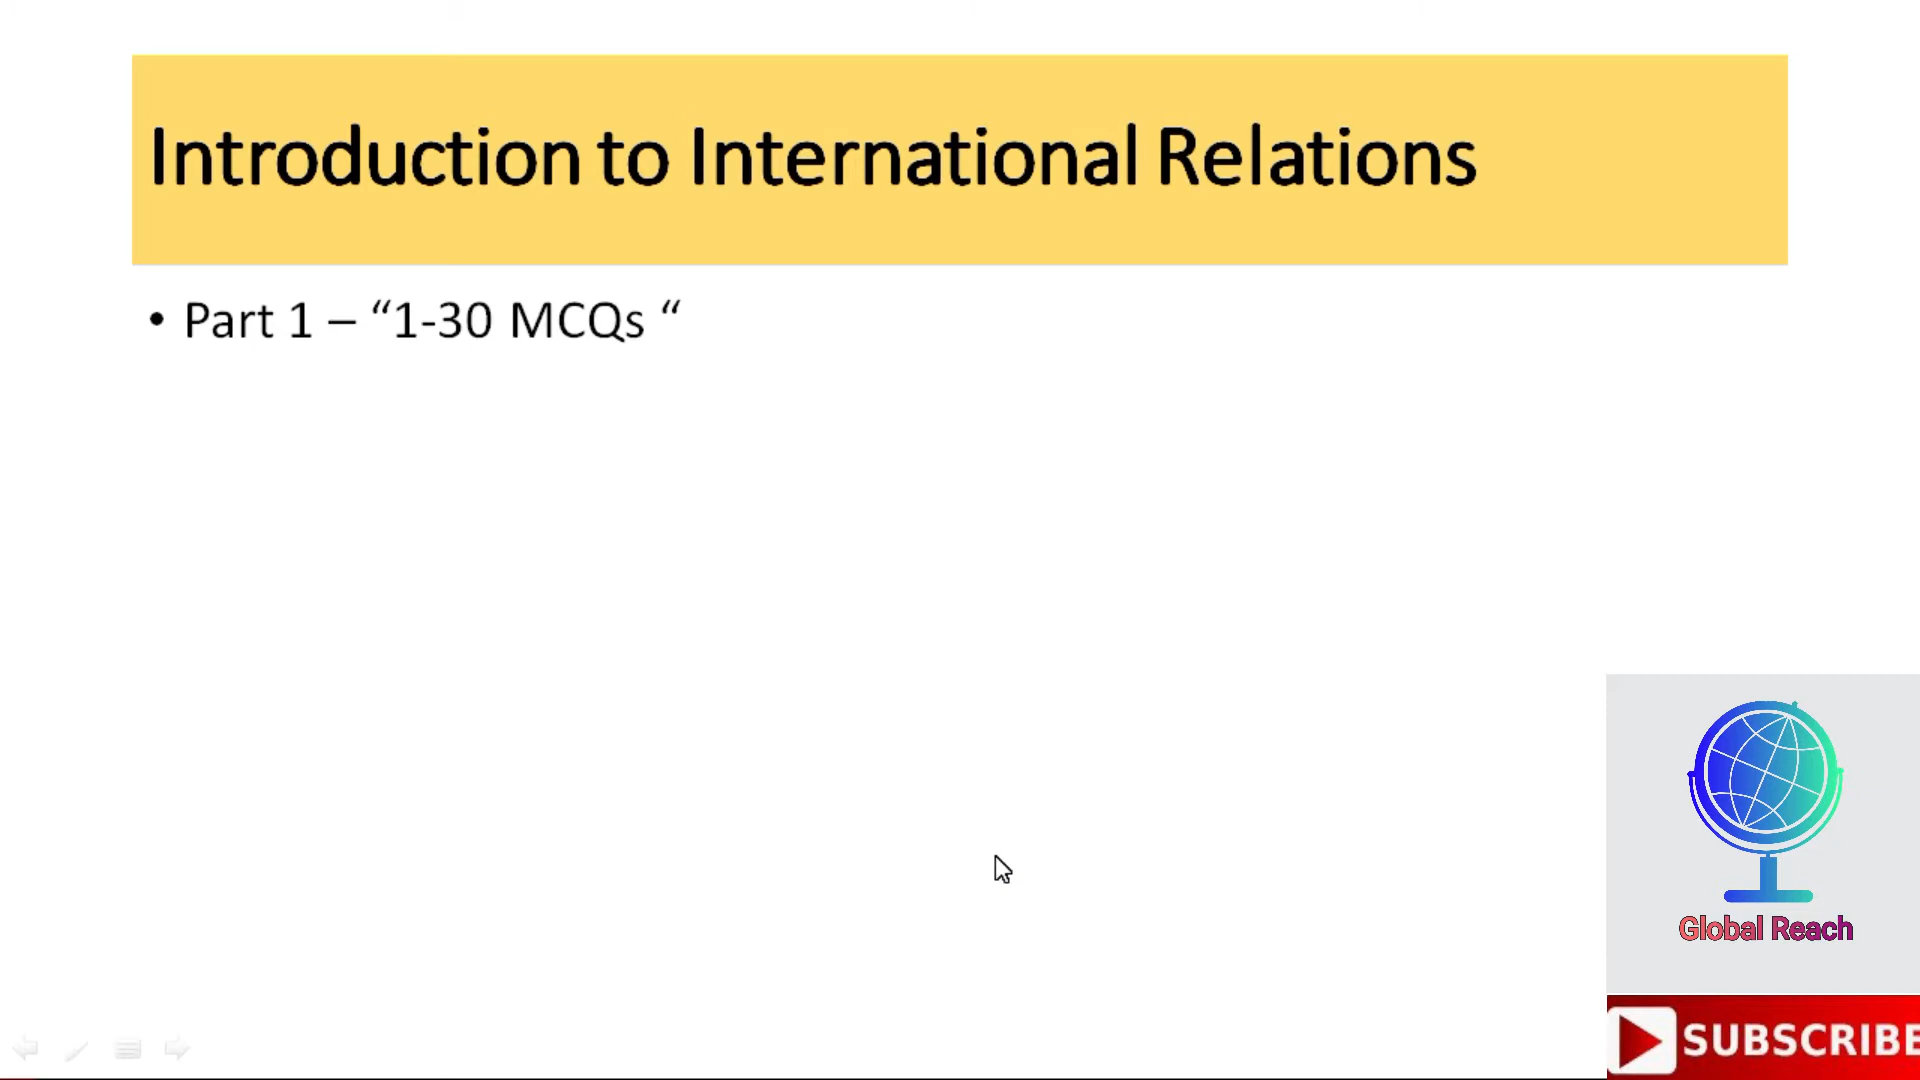 Introduction to International Relations
• Part 1 – “1-30 MCQs “
Global Reach
SUBSCRIBE